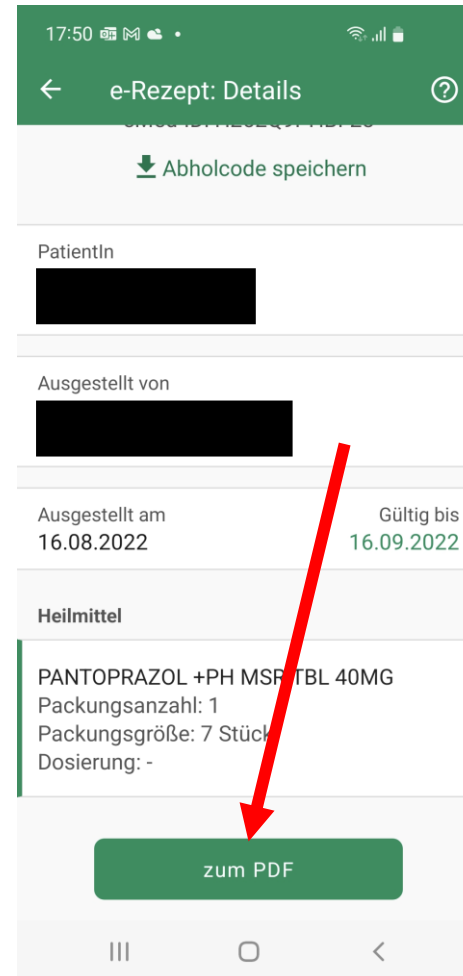 17:50
e-Rezept: Details
Abholcode speichern
PatientIn
Ausgestellt von
Ausgestellt am
Gültig bis
16.08.2022
16.09.2022
Heilmittel
PANTOPRAZOL +PH MSR TBL 40MG
Packungsanzahl: 1
Packungsgröße: 7 Stück
Dosierung: -
zum PDF